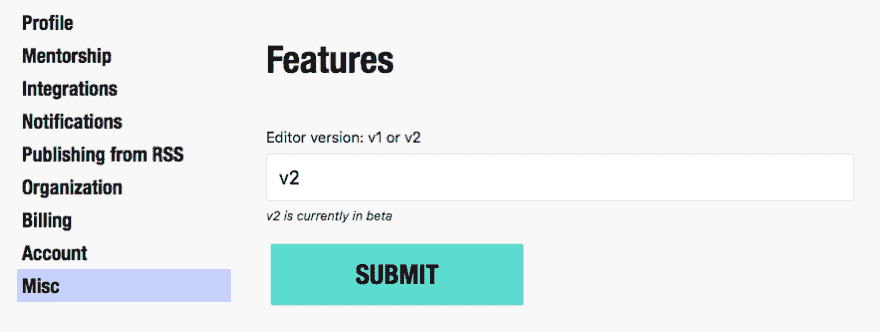 Profile
Mentorship
Integrations
Notifications
Publishing from RSS
Organization
Billing
Account
Misc
Features
Editor version: v1 or v2
v2
v2 is currently in beta
SUBMIT